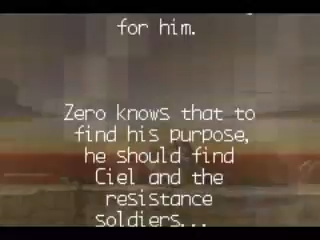 for him.
Zero knows that to
find his purpose,
he should find
Ciel and the
resistance
soldiers...